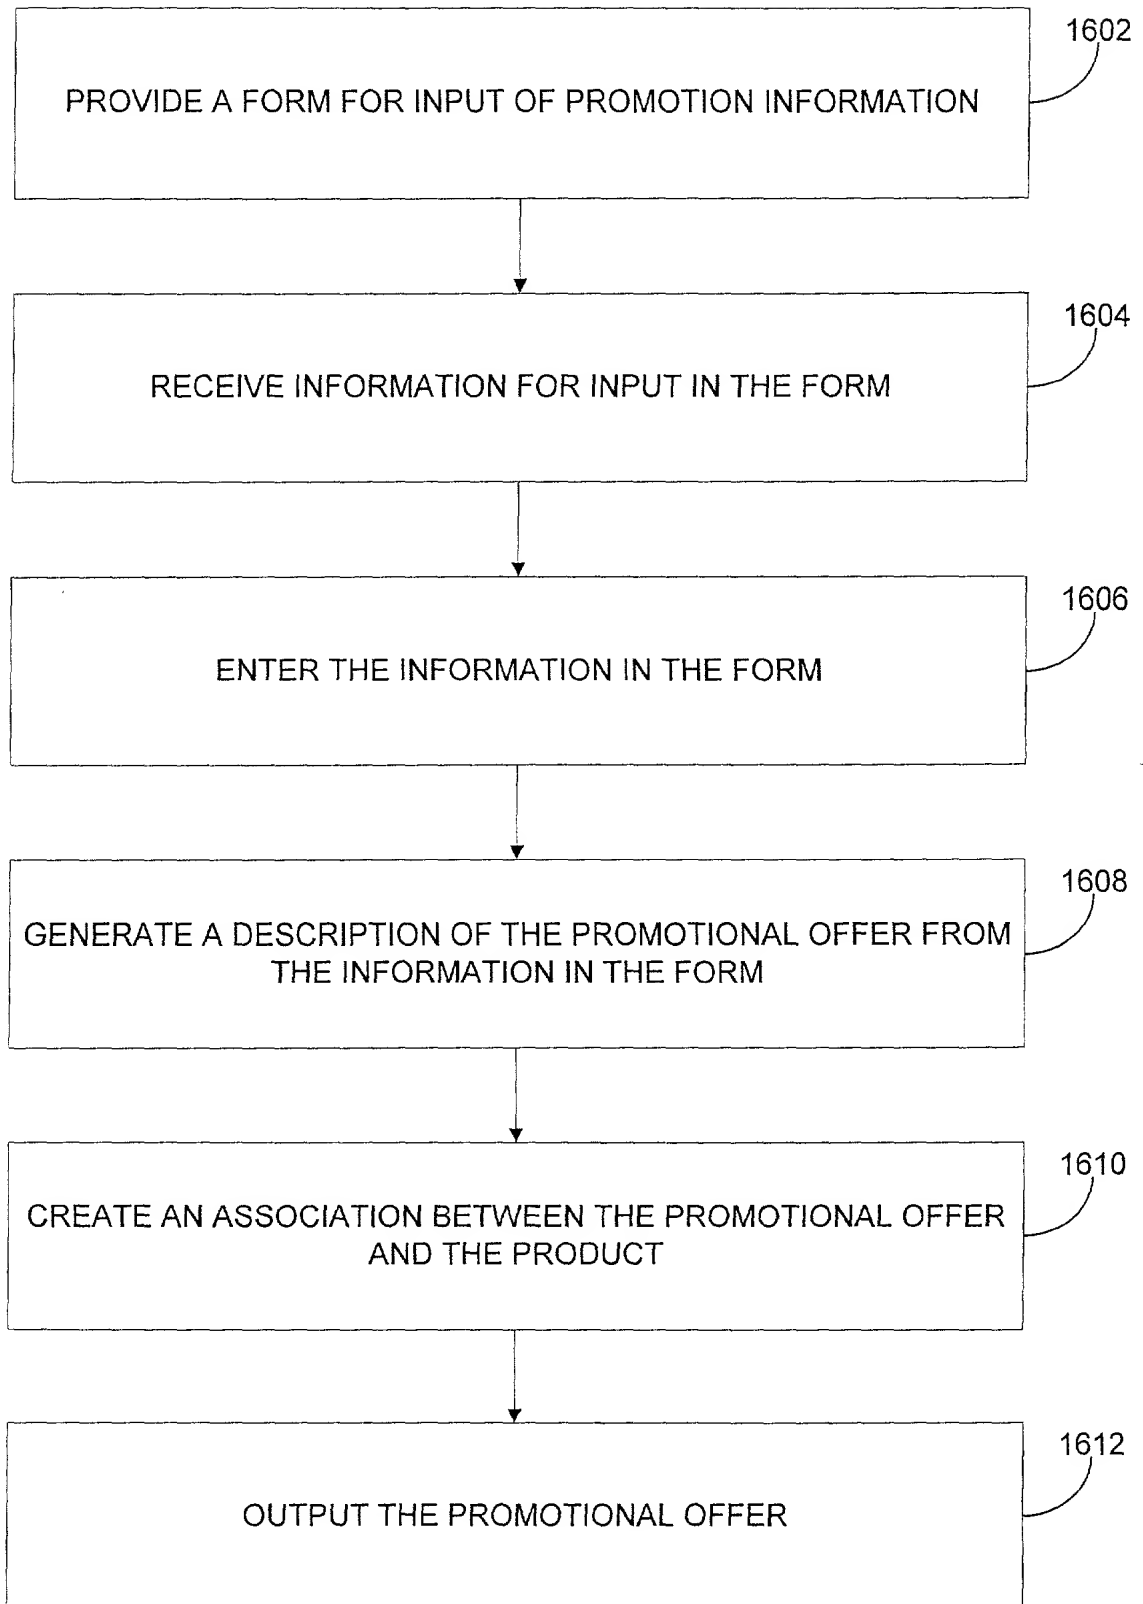 1602
PROVIDE A FORM FOR INPUT OF PROMOTION INFORMATION
1604
RECEIVE INFORMATION FOR INPUT IN THE FORM
1606
ENTER THE INFORMATION IN THE FORM
1608
GENERATE A DESCRIPTION OF THE PROMOTIONAL OFFER FROM
THE INFORMATION IN THE FORM
1610
CREATE AN ASSOCIATION BETWEEN THE PROMOTIONAL OFFER
AND THE PRODUCT
1612
OUTPUT THE PROMOTIONAL OFFER